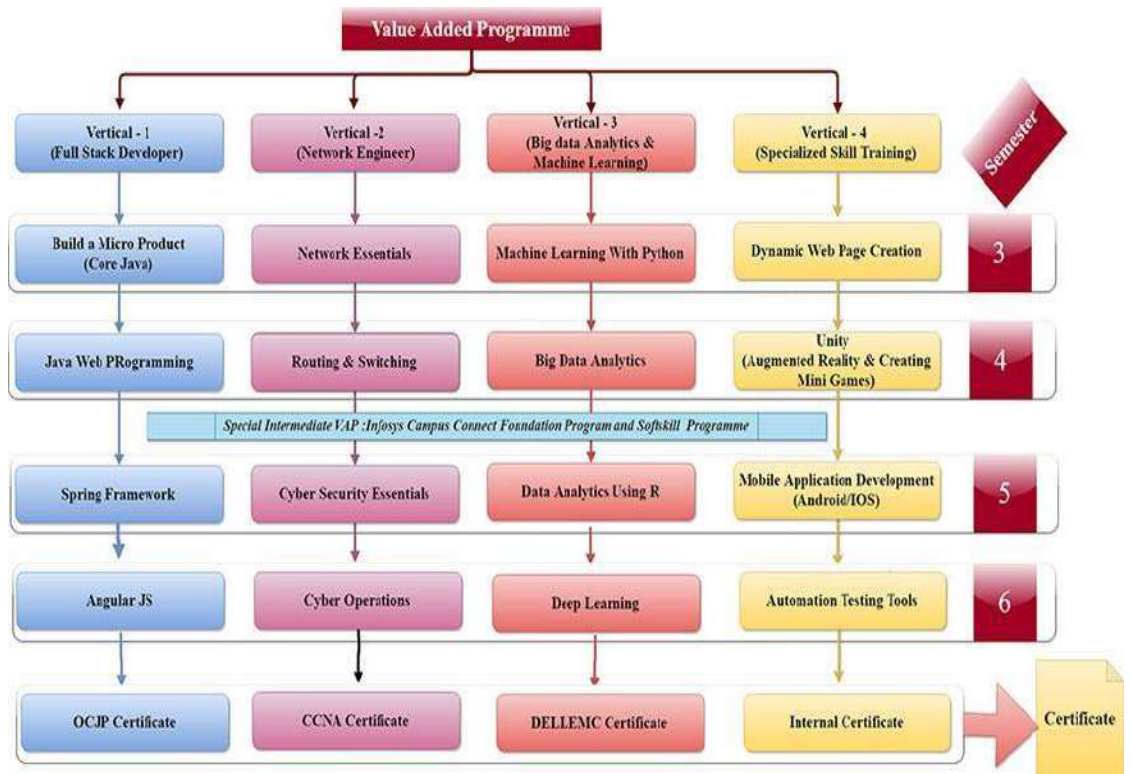 Value Added Programme
Vertical - 1
(Full Stack Developer)
Vertical -2
(Network Engineer)
Vertical - 3
(Big data Analytics &
Machine Learning)
Vertical - 4
(Specialized Skill Training)
Semester
Build a Micro Product
(Core Java)
Network Essentials
Machine Learning With Python
Dynamic Web Page Creation
3
Java Web PRogramming
Routing & Switching
Big Data Analytics
Unity
(Augmented Reality & Creating
Mini Games)
4
Special Intermediate VAP :Infosys Campus Connect Foundation Program and Softskill Programme
Spring Framework
Cyber Security Essentials
Data Analytics Using R
Mobile Application Development
(Android/IOS)
5
Angular JS
Cyber Operations
Deep Learning
Automation Testing Tools
6
OCJP Certificate
CCNA Certificate
DELLEMC Certificate
Internal Certificate
Certificate